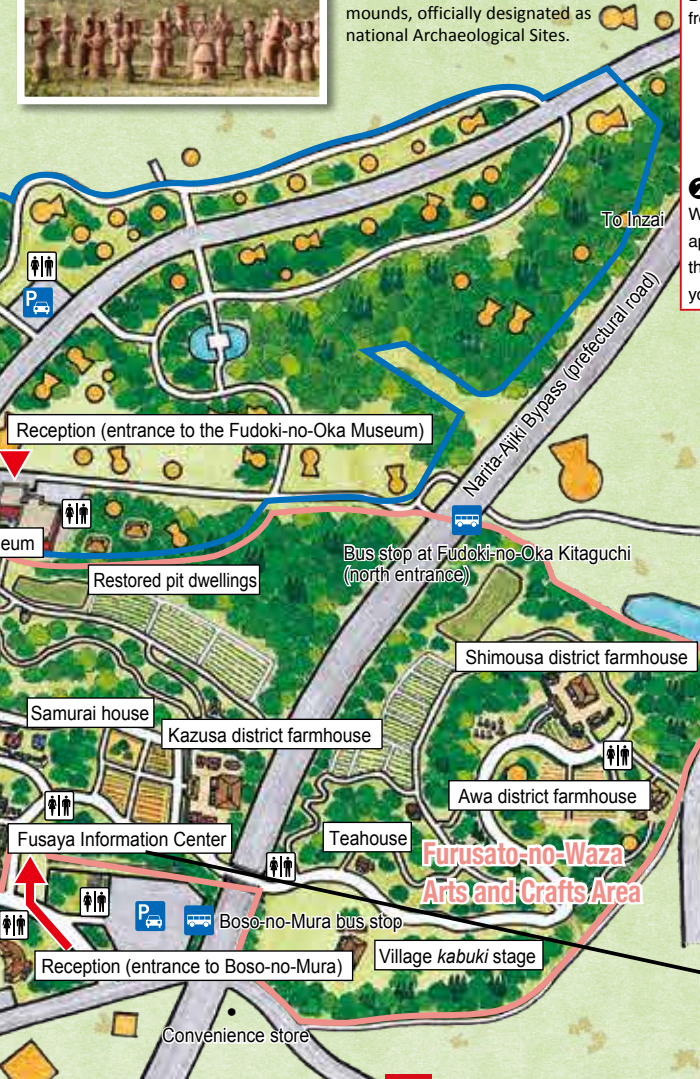 mounds, officially designated as
national Archaeological Sites.
To Inzai
Narita-Ajiki Bypass (prefectural road)
P
Reception (entrance to the Fudoki-no-Oka Museum)
Bus stop at Fudoki-no-Oka Kitaguchi
(north entrance)
Restored pit dwellings
Shimousa district farmhouse
Samurai house
Kazusa district farmhouse
Awa district farmhouse
Fusaya Information Center
Teahouse
Furusato-no-Waza
Arts and Crafts Area
P
Boso-no-Mura bus stop
Village kabuki stage
Reception (entrance to Boso-no-Mura)
Convenience store